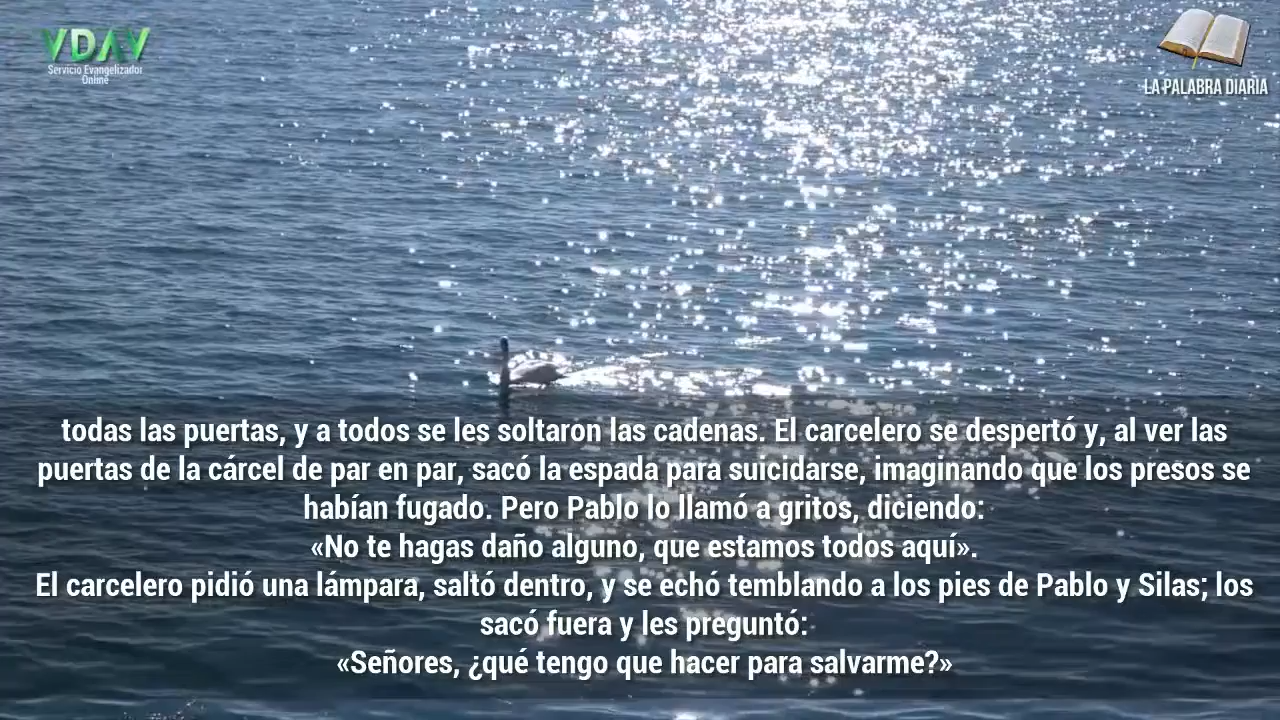 VDAV
Servicio Evangelizador
Online
LA PALABRA DIARIA
todas las puertas, y a todos se les soltaron las cadenas. El carcelero se despertó y, al ver las
puertas de la cárcel de par en par, sacó la espada para suicidarse, imaginando que los presos se
habían fugado. Pero Pablo lo llamó a gritos, diciendo:
«No te hagas daño alguno, que estamos todos aquí».
El carcelero pidió una lámpara, saltó dentro, y se echó temblando a los pies de Pablo y Silas; los
sacó fuera y les preguntó:
«Señores, ¿qué tengo que hacer para salvarme?»